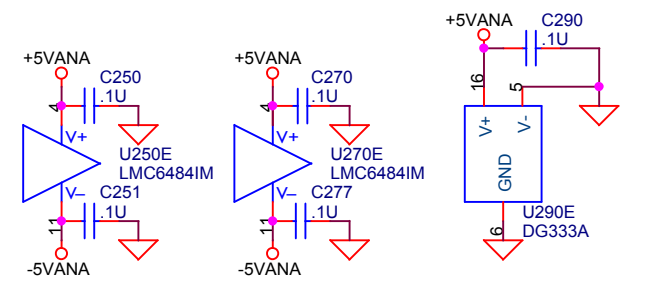 +5VANA
C250
.1U
4
V+
U250E
LMC6484IM
V–
C251
.1U
11
-5VANA
+5VANA
C270
.1U
4
V+
U270E
LMC6484IM
V–
C277
.1U
11
-5VANA
+5VANA
C290
.1U
16
5
V+
V-
GND
U290E
DG333A
6